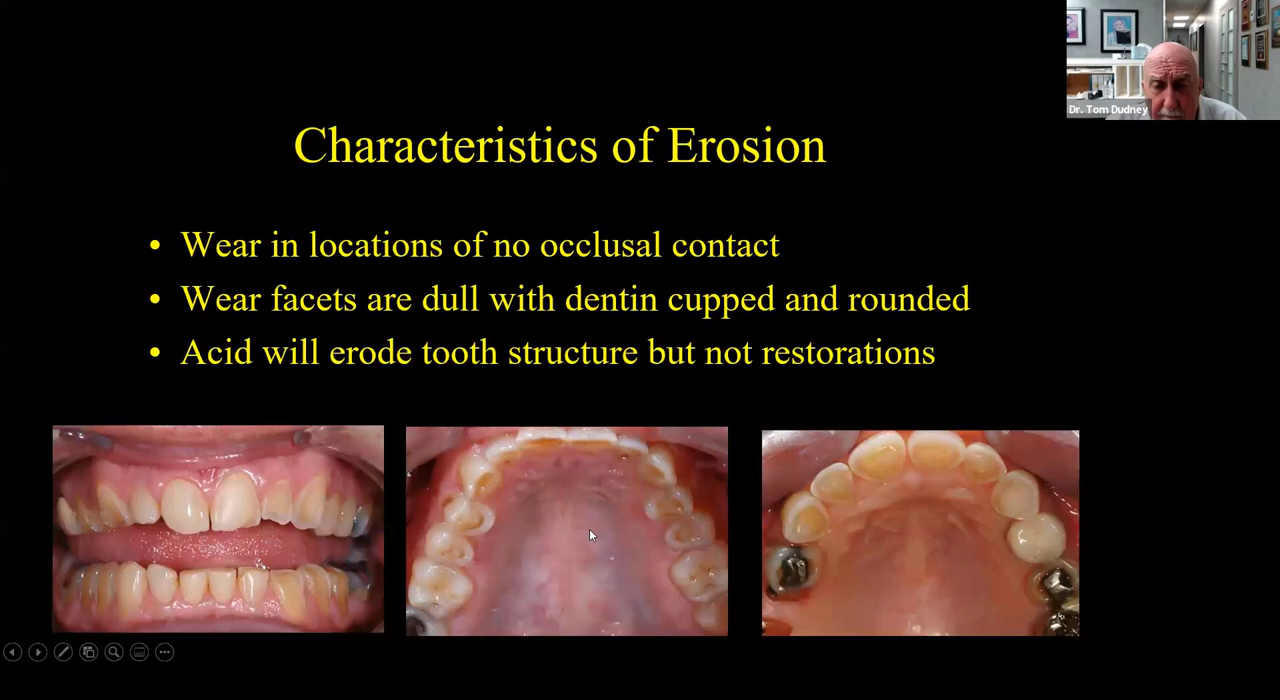 Dr. Tom Dudney
Characteristics of Erosion
• Wear in locations of no occlusal contact
• Wear facets are dull with dentin cupped and rounded
• Acid will erode tooth structure but not restorations